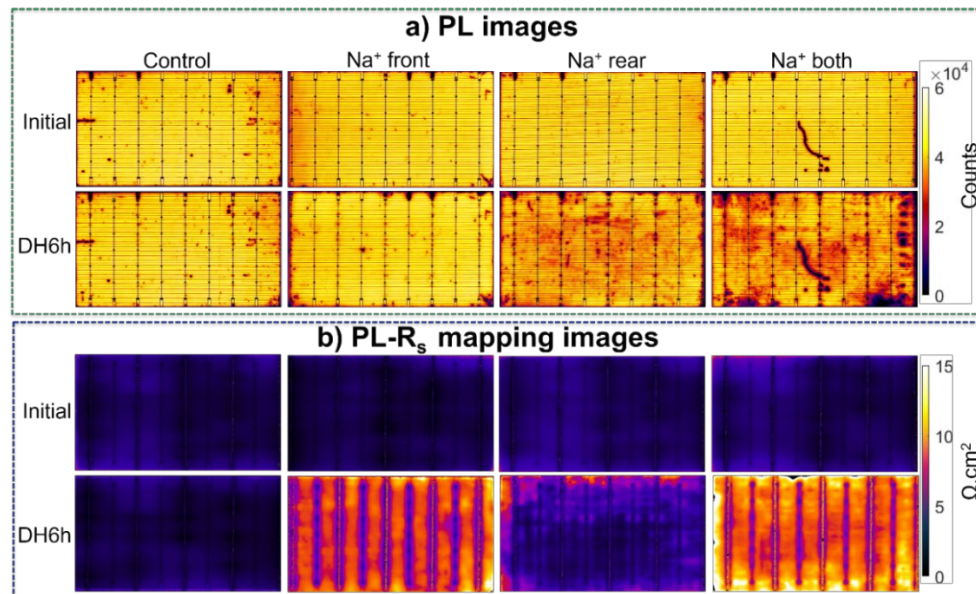 a) PL images
Control Na⁺ front Na⁺ rear Na⁺ both
×10⁴
Initial
DH6h
6
4
2
0
Counts
b) PL-Rₛ mapping images
Initial
DH6h
15
10
5
0
Ω.cm²